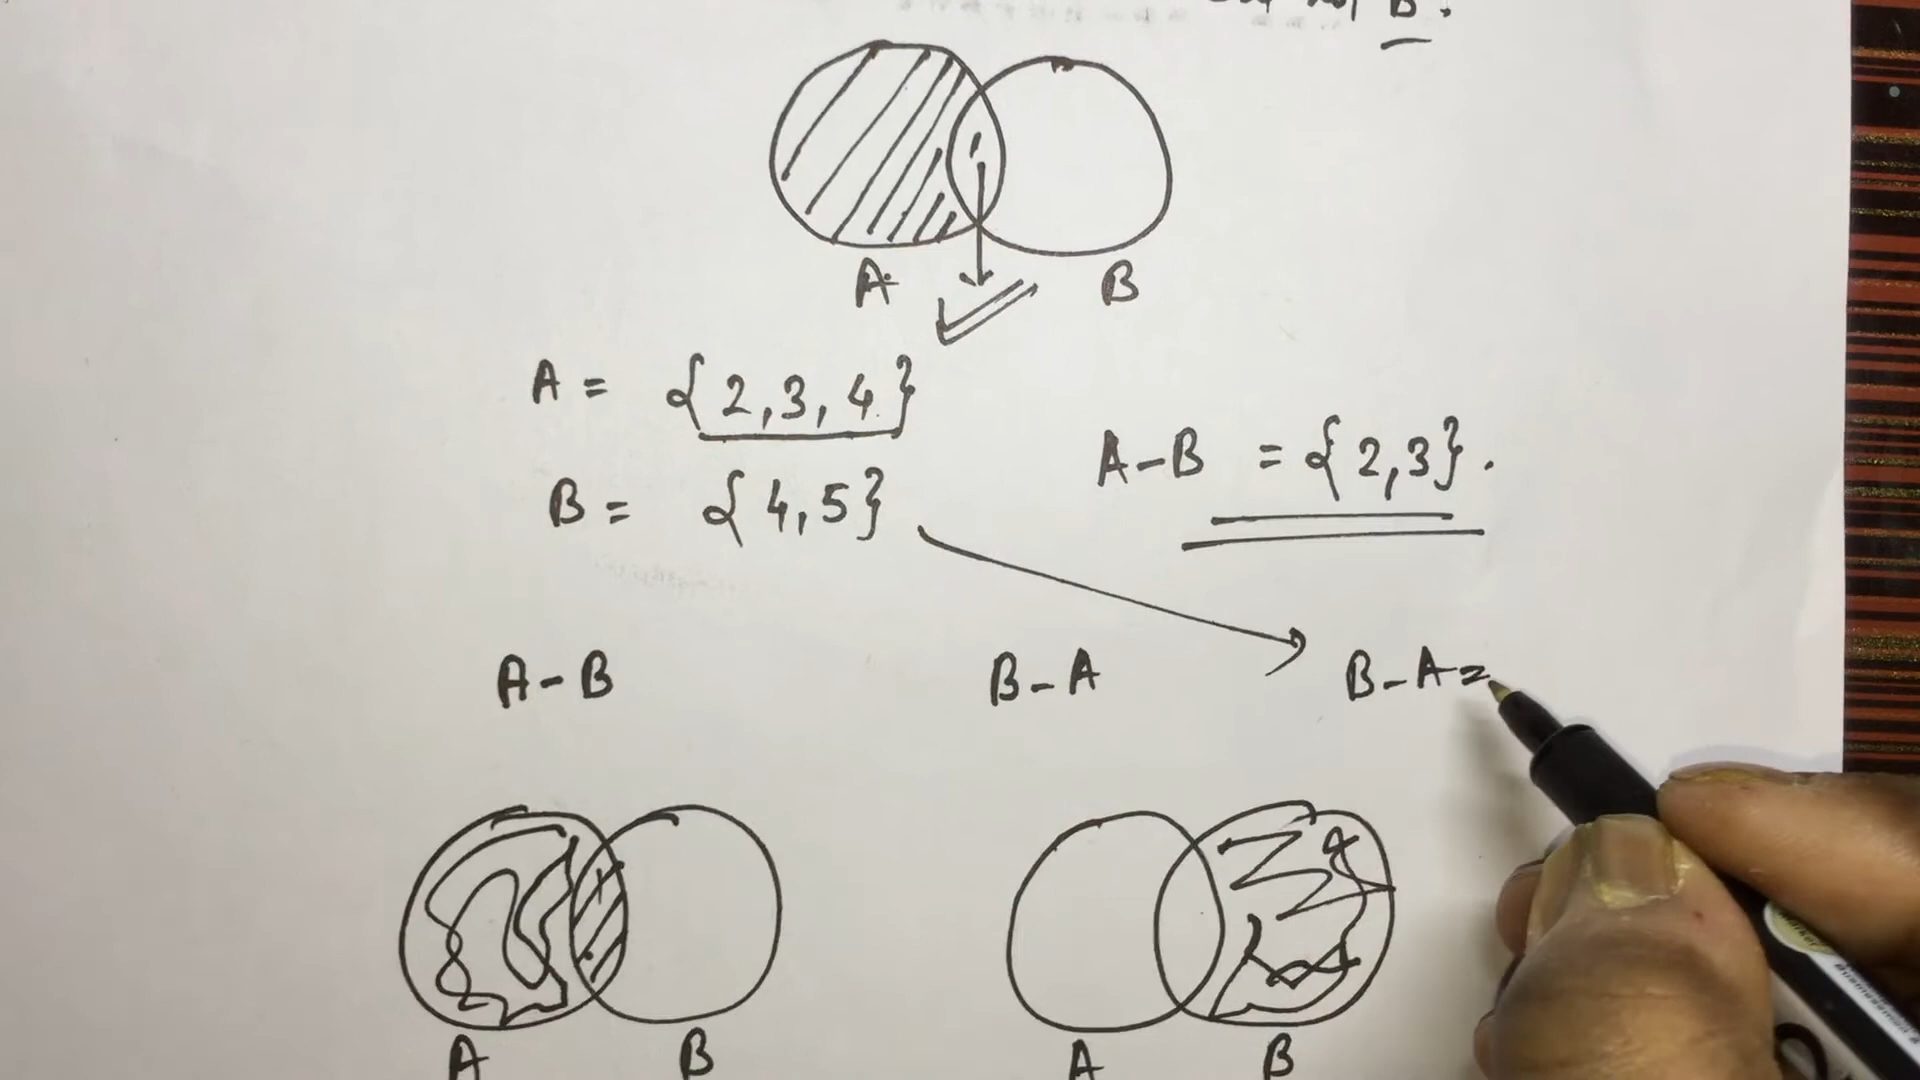 B.
A B
A = {2,3,4}
A-B = {2,3}.
B = {4,5}
A-B B-A B-A=
A B A B